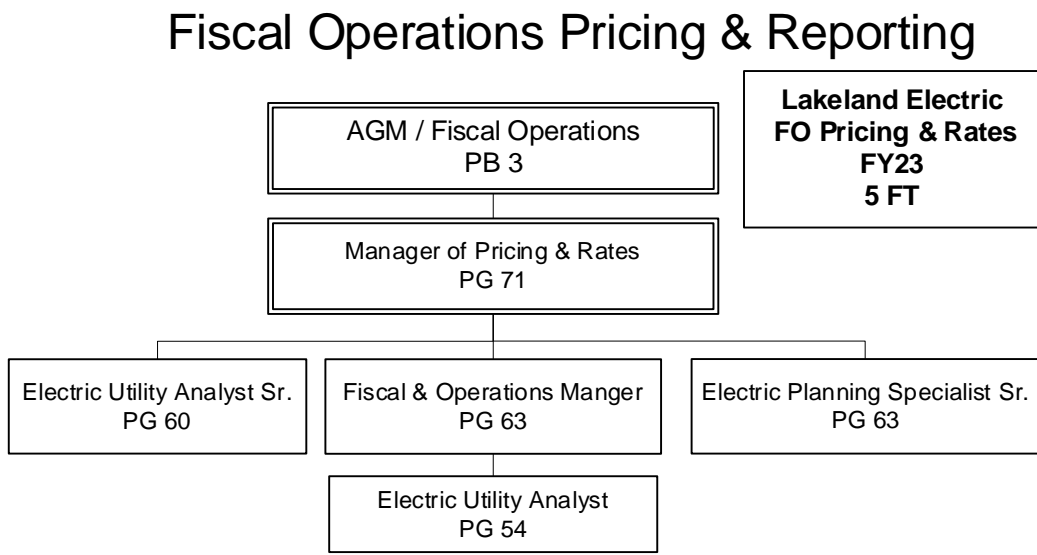 Fiscal Operations Pricing & Reporting
Lakeland Electric
FO Pricing & Rates
FY23
5 FT
AGM / Fiscal Operations
PB 3
Manager of Pricing & Rates
PG 71
Electric Utility Analyst Sr.
PG 60
Fiscal & Operations Manger
PG 63
Electric Planning Specialist Sr.
PG 63
Electric Utility Analyst
PG 54